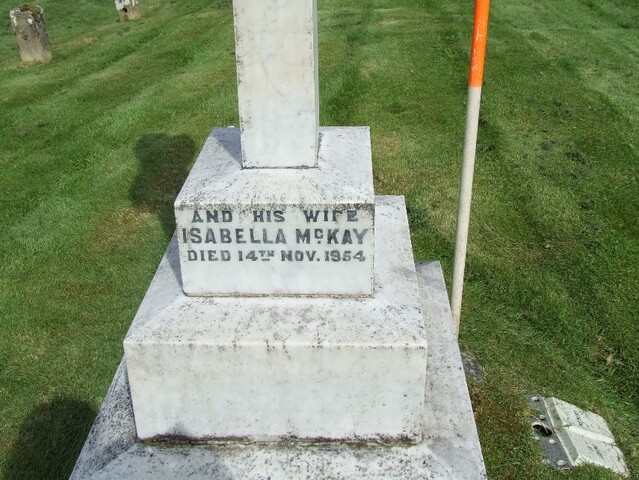 AND HIS WIFE
ISABELLA McKAY
DIED 14TH NOV. 1954